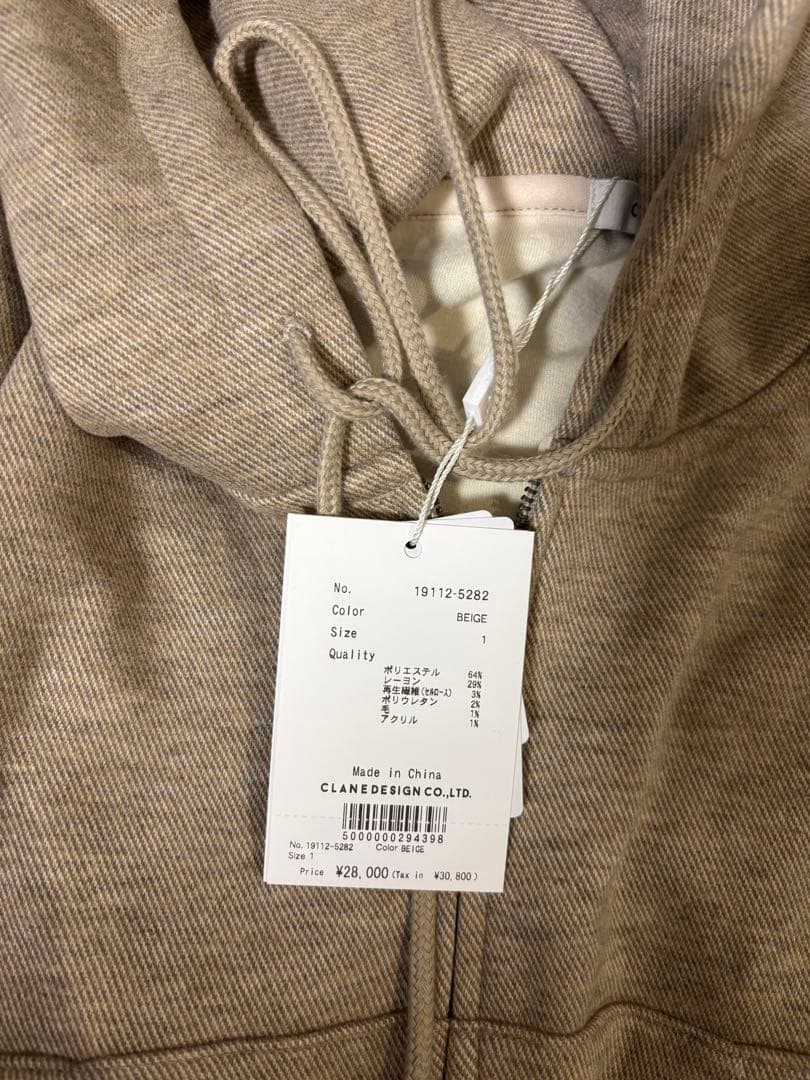 C
No. 19112-5282
Color BEIGE
Size 1
Quality
ポリエステル 64%
レーヨン 29%
再生繊維(セルロース) 3%
ポリウレタン 2%
毛 1%
アクリル 1%
Made in China
CLANE DESIGN CO.,LTD.
5000000294398
No. 19112-5282 Color BEIGE
Size 1
Price ¥28,000 (Tax in ¥30,800)